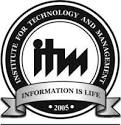 INSTITUTE FOR TECHNOLOGY AND MANAGEMENT
itm
INFORMATION IS LIFE
• 2005 •